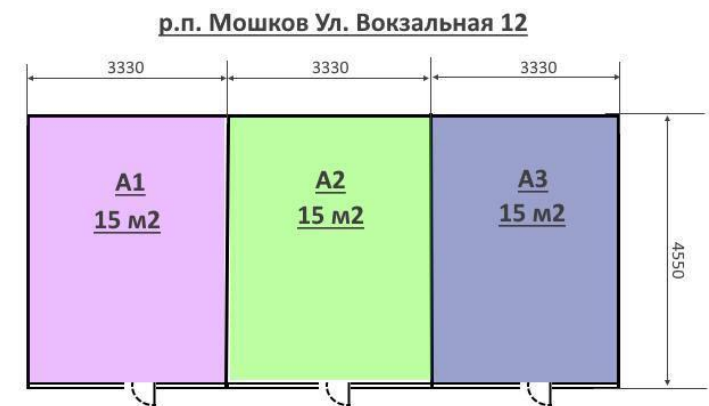 р.п. Мошков Ул. Вокзальная 12
3330 3330 3330
А1 А2 А3
15 м2 15 м2 15 м2
4550